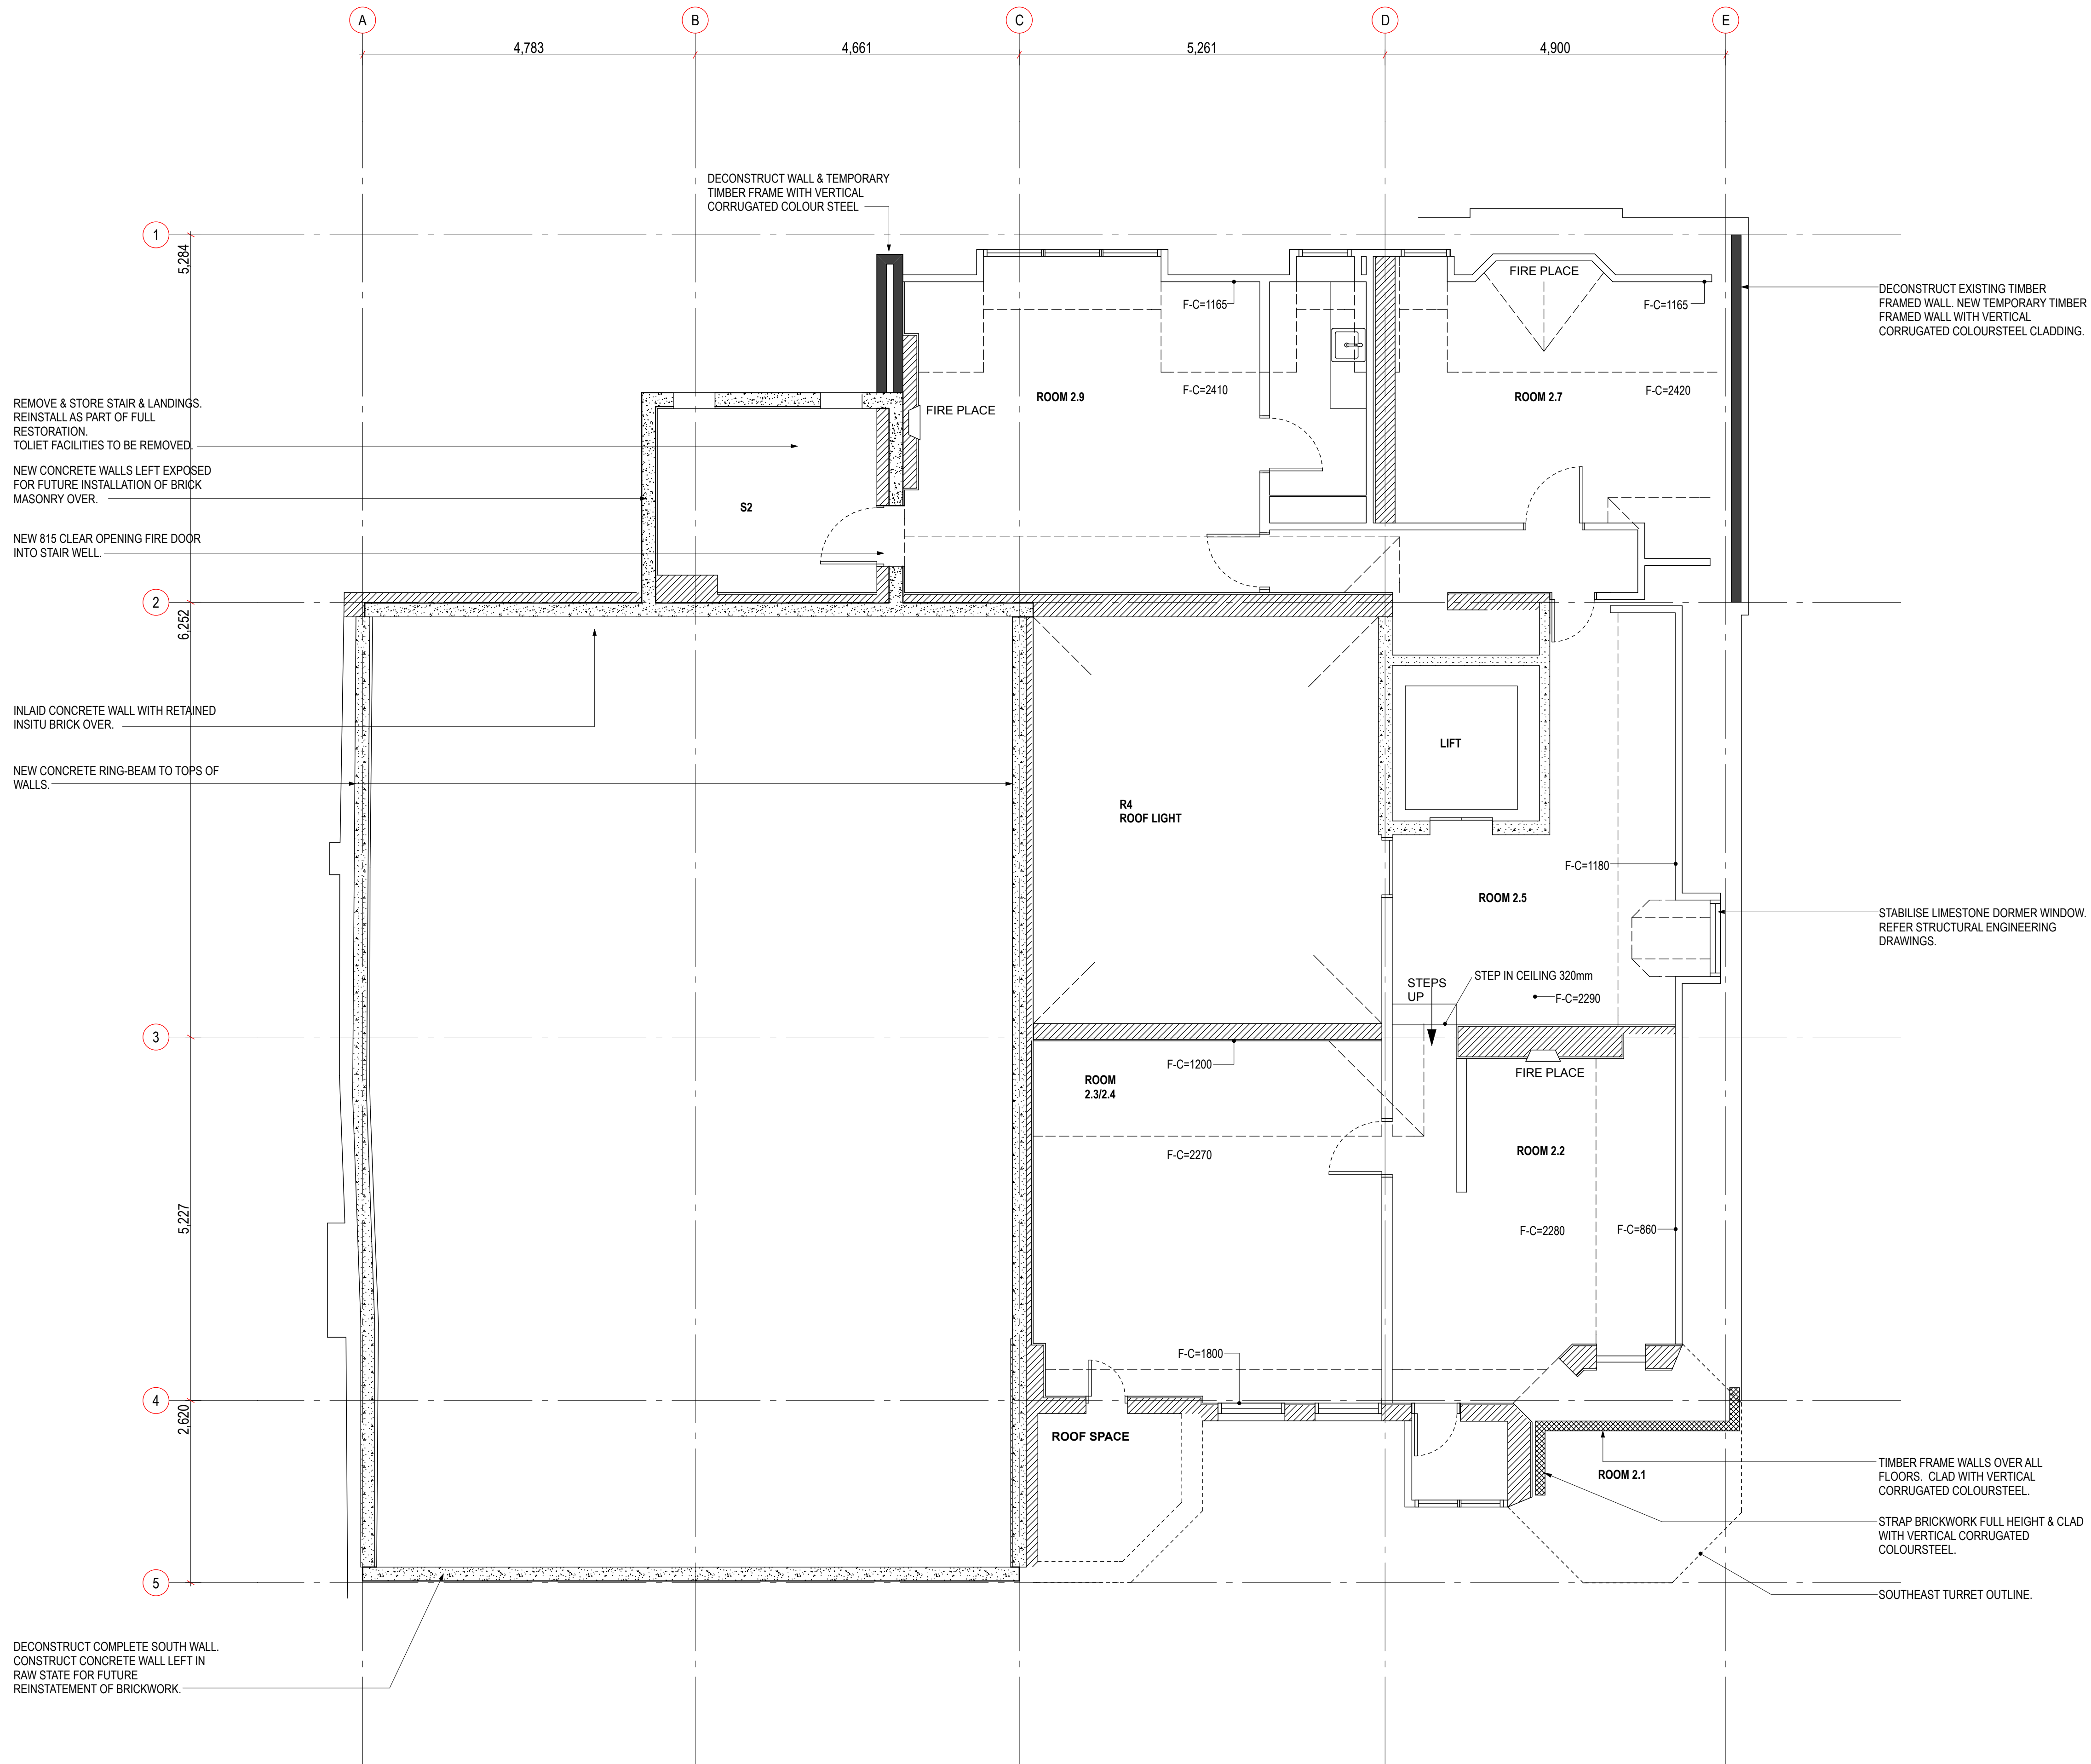 A
B
C
D
E
4,783
4,661
5,261
4,900
DECONSTRUCT WALL & TEMPORARY
TIMBER FRAME WITH VERTICAL
CORRUGATED COLOUR STEEL
1
5,284
FIRE PLACE
F-C=1165
F-C=1165
DECONSTRUCT EXISTING TIMBER
FRAMED WALL. NEW TEMPORARY TIMBER
FRAMED WALL WITH VERTICAL
CORRUGATED COLOURSTEEL CLADDING.
REMOVE & STORE STAIR & LANDINGS.
REINSTALL AS PART OF FULL
RESTORATION.
TOLIET FACILITIES TO BE REMOVED.
FIRE PLACE
ROOM 2.9
F-C=2410
ROOM 2.7
F-C=2420
NEW CONCRETE WALLS LEFT EXPOSED
FOR FUTURE INSTALLATION OF BRICK
MASONRY OVER.
S2
NEW 815 CLEAR OPENING FIRE DOOR
INTO STAIR WELL.
2
6,252
INLAID CONCRETE WALL WITH RETAINED
INSITU BRICK OVER.
LIFT
NEW CONCRETE RING-BEAM TO TOPS OF
WALLS.
R4
ROOF LIGHT
F-C=1180
ROOM 2.5
STABILISE LIMESTONE DORMER WINDOW.
REFER STRUCTURAL ENGINEERING
DRAWINGS.
STEPS
UP
STEP IN CEILING 320mm
F-C=2290
3
F-C=1200
ROOM
2.3/2.4
FIRE PLACE
F-C=2270
ROOM 2.2
5,227
F-C=2280
F-C=860
F-C=1800
4
2,620
ROOF SPACE
ROOM 2.1
TIMBER FRAME WALLS OVER ALL
FLOORS. CLAD WITH VERTICAL
CORRUGATED COLOURSTEEL.
STRAP BRICKWORK FULL HEIGHT & CLAD
WITH VERTICAL CORRUGATED
COLOURSTEEL.
5
SOUTHEAST TURRET OUTLINE.
DECONSTRUCT COMPLETE SOUTH WALL.
CONSTRUCT CONCRETE WALL LEFT IN
RAW STATE FOR FUTURE
REINSTATEMENT OF BRICKWORK.